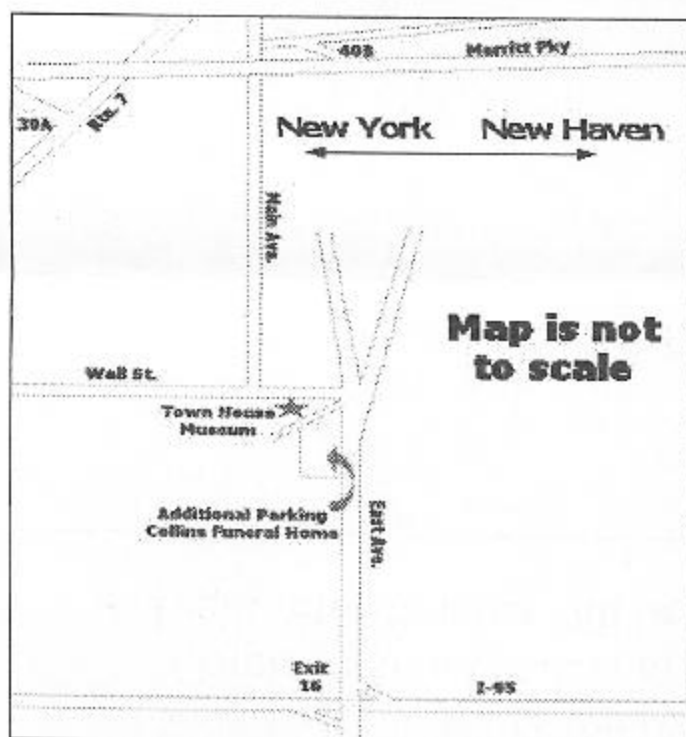 40B
Merritt Pky
39A
Rte. 7
New York New Haven
Main Ave.
Map is not
to scale
Wall St.
Town House
Museum
Additional Parking
Collins Funeral Home
East Ave.
Exit
16
I-95